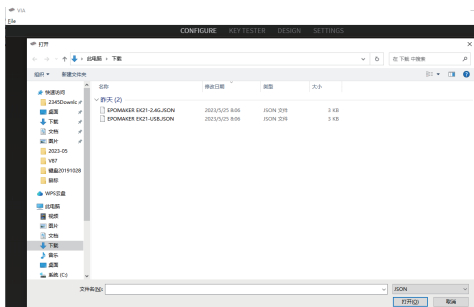 VIA
File
CONFIGURE KEY TESTER DESIGN SETTINGS
打开
此电脑 > 下载
在 下载 中搜索
组织 新建文件夹
名称 修改日期 类型 大小
昨天 (2)
EPOMAKER EK21-2.4G.JSON 2023/5/25 8:06 JSON 文件 3 KB
EPOMAKER EK21-USB.JSON 2023/5/25 8:06 JSON 文件 3 KB
快速访问
2345Downlc
桌面
下载
文档
图片
2023-05
V87
键盘20191028
鼠标
WPS云盘
此电脑
视频
图片
文档
下载
音乐
桌面
系统 (C:)
文件名(N):
JSON
打开(O) 取消